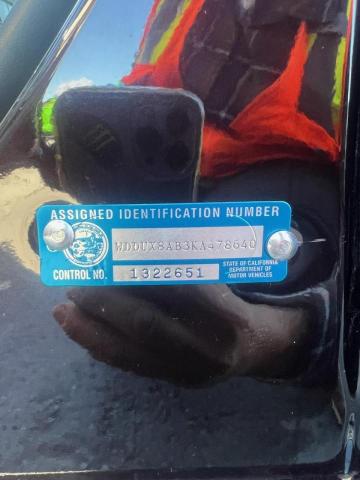 ASSIGNED IDENTIFICATION NUMBER
WDDUX8AB3KA478640
CONTROL NO. 1322651
STATE OF CALIFORNIA
DEPARTMENT OF
MOTOR VEHICLES